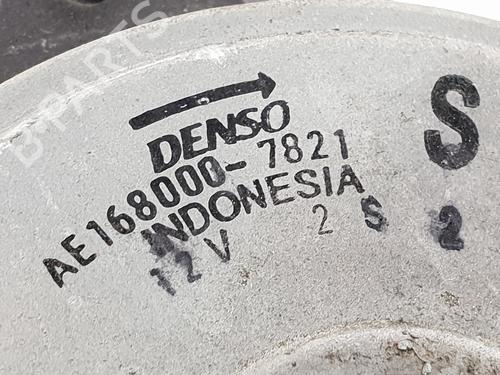 DENSO
AE168000-7821 S
INDONESIA
12V 2 S 2
B-PARTS